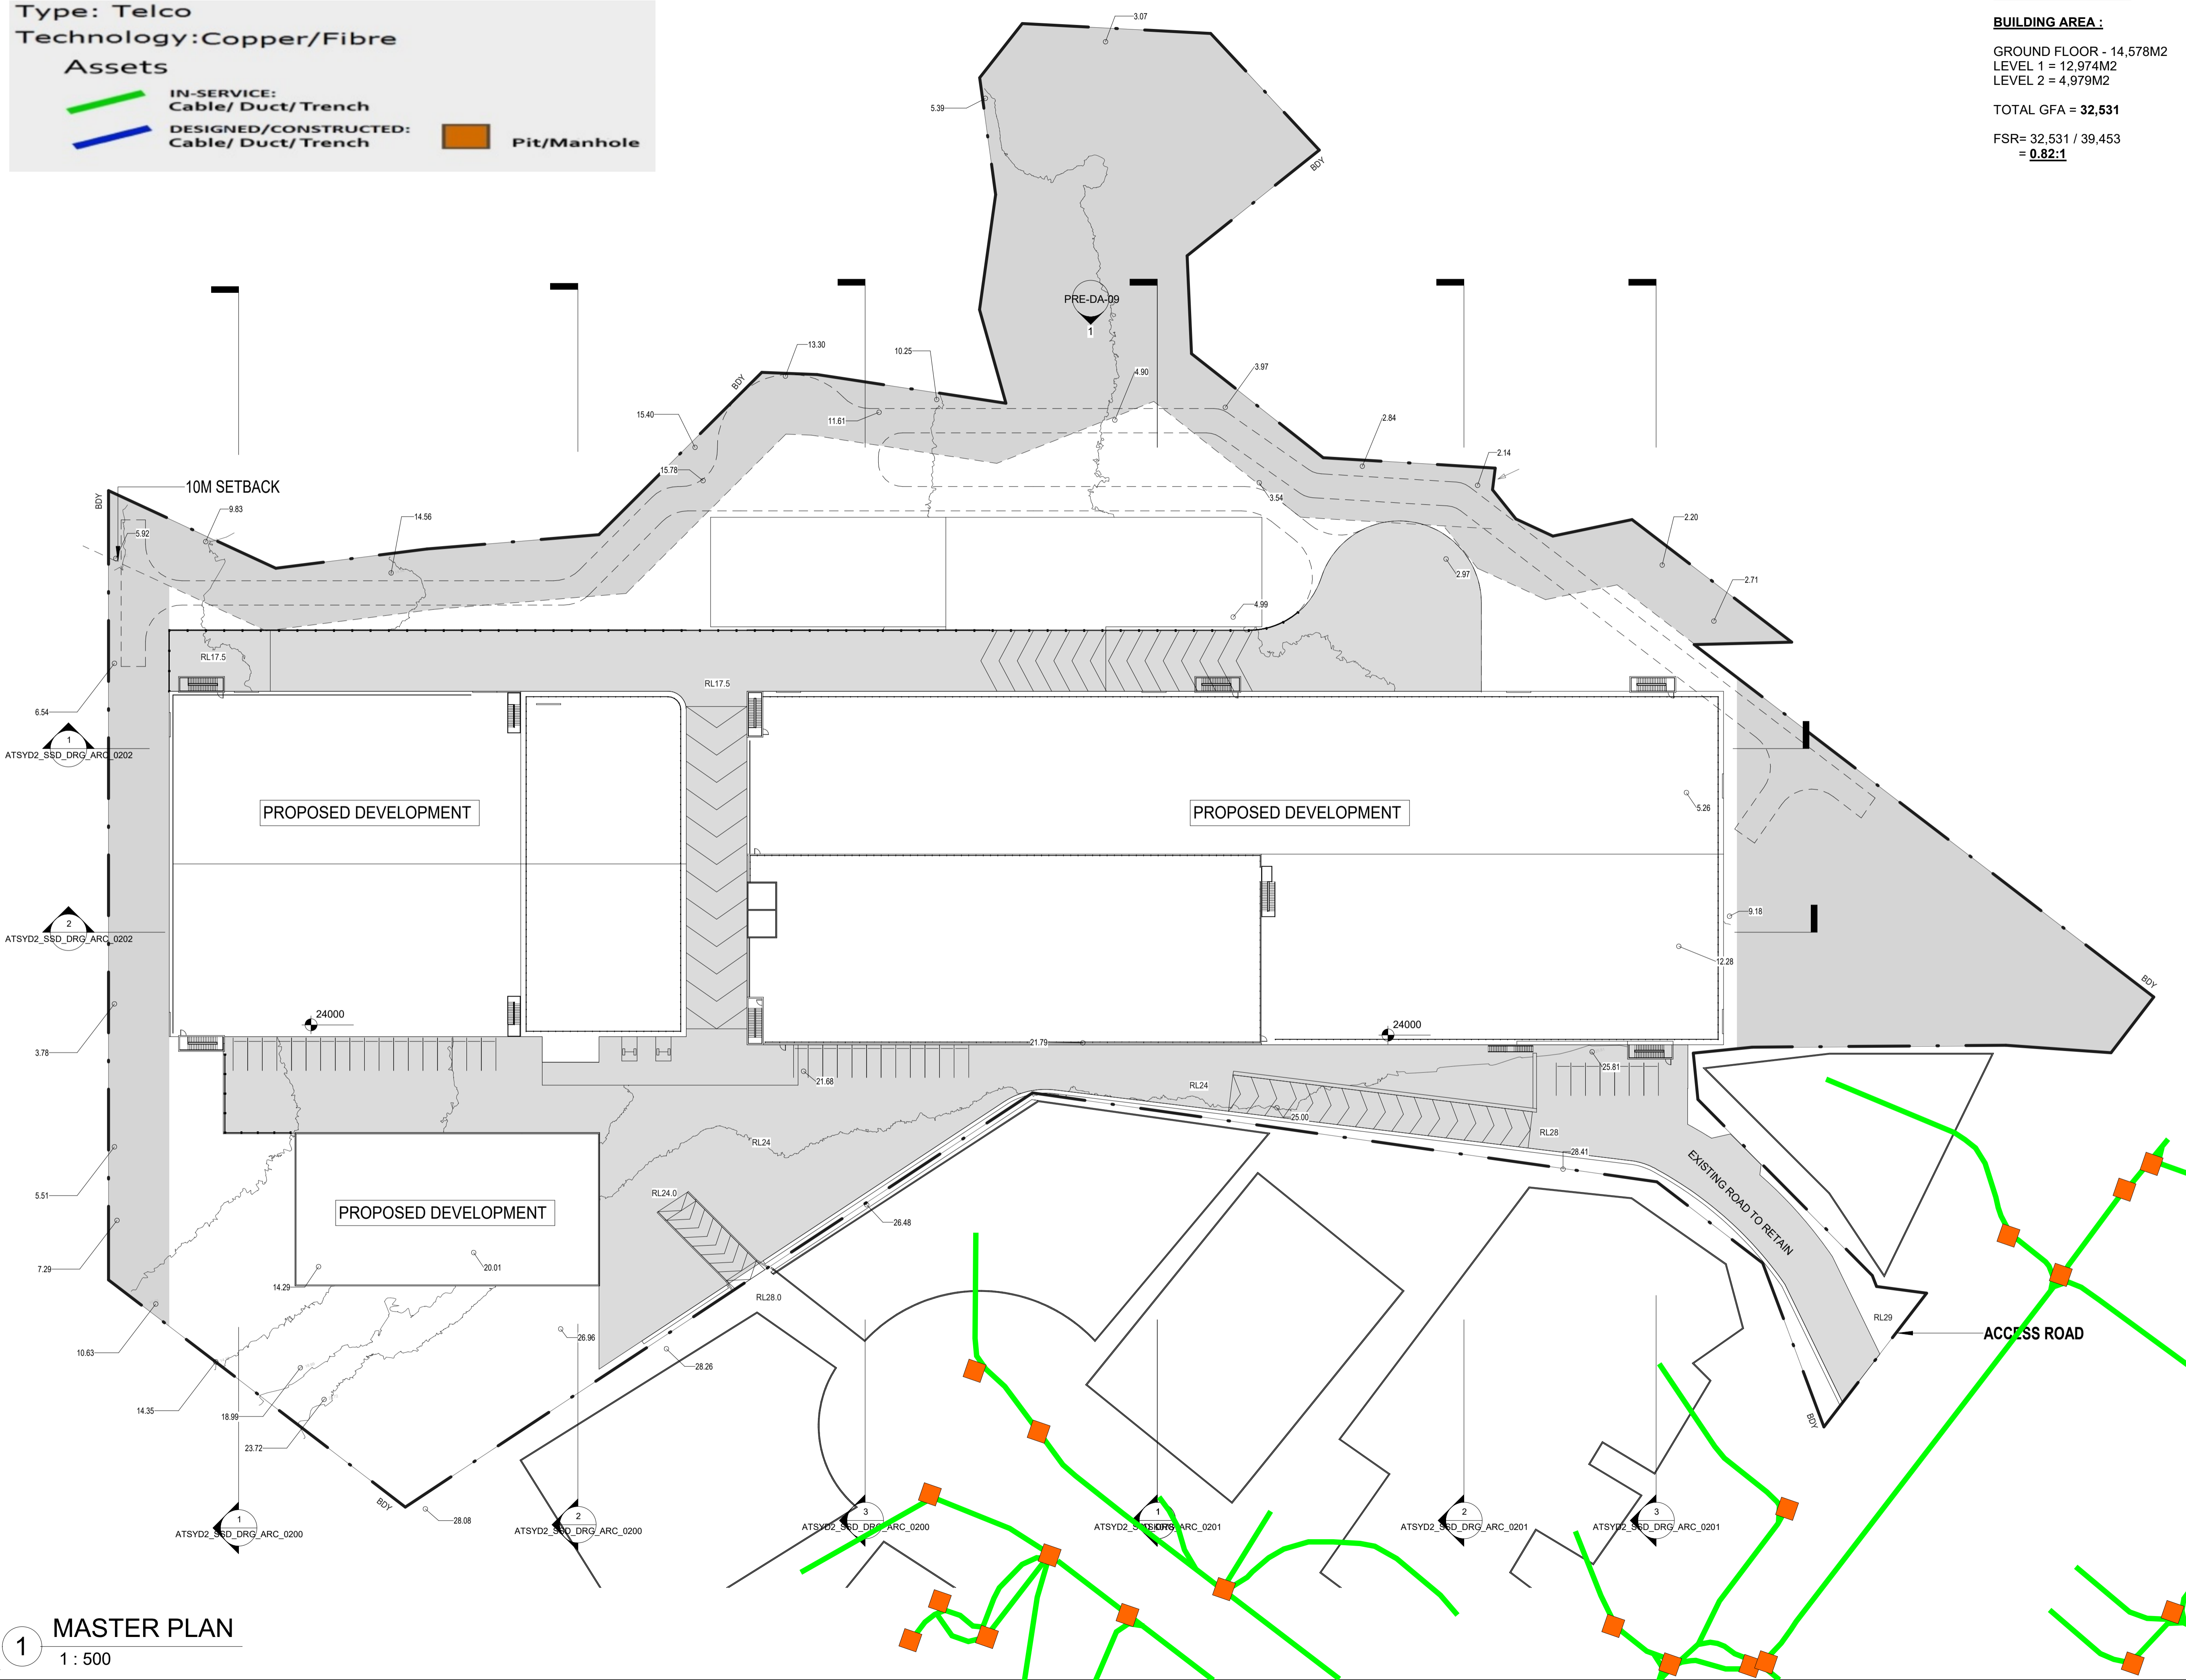 Type: Telco
Technology:Copper/Fibre
Assets
IN-SERVICE:
Cable/ Duct/ Trench
DESIGNED/CONSTRUCTED:
Cable/ Duct/ Trench
Pit/Manhole
BUILDING AREA :
GROUND FLOOR - 14,578M2
LEVEL 1 = 12,974M2
LEVEL 2 = 4,979M2
TOTAL GFA = 32,531
FSR= 32,531 / 39,453
= 0.82:1
3.07
5.39
BDY
PRE-DA-09
1
13.30
10.25
4.90
3.97
BDY
15.40
11.61
2.84
2.14
15.78
3.54
10M SETBACK
BDY
9.83
14.56
2.20
5.92
2.97
2.71
4.99
RL17.5
RL17.5
6.54
1
ATSYD2_SSD_DRG_ARC_0202
PROPOSED DEVELOPMENT
PROPOSED DEVELOPMENT
5.26
2
ATSYD2_SSD_DRG_ARC_0202
9.18
12.28
BDY
24000
24000
21.79
3.78
21.68
25.81
RL24
25.00
RL28
RL24
28.41
EXISTING ROAD TO RETAIN
5.51
RL24.0
PROPOSED DEVELOPMENT
26.48
7.29
20.01
14.29
RL28.0
RL29
ACCESS ROAD
26.96
10.63
28.26
14.35
18.99
BDY
23.72
BDY
28.08
1
ATSYD2_SSD_DRG_ARC_0200
2
ATSYD2_SSD_DRG_ARC_0200
3
ATSYD2_SSD_DRG_ARC_0200
1
ATSYD2_SSD_DRG_ARC_0201
2
ATSYD2_SSD_DRG_ARC_0201
3
ATSYD2_SSD_DRG_ARC_0201
1
MASTER PLAN
1 : 500